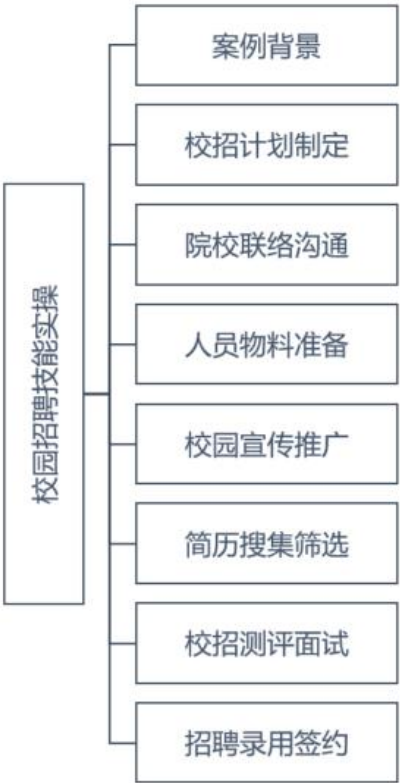 校园招聘技能实操
案例背景
校招计划制定
院校联络沟通
人员物料准备
校园宣传推广
简历搜集筛选
校招测评面试
招聘录用签约